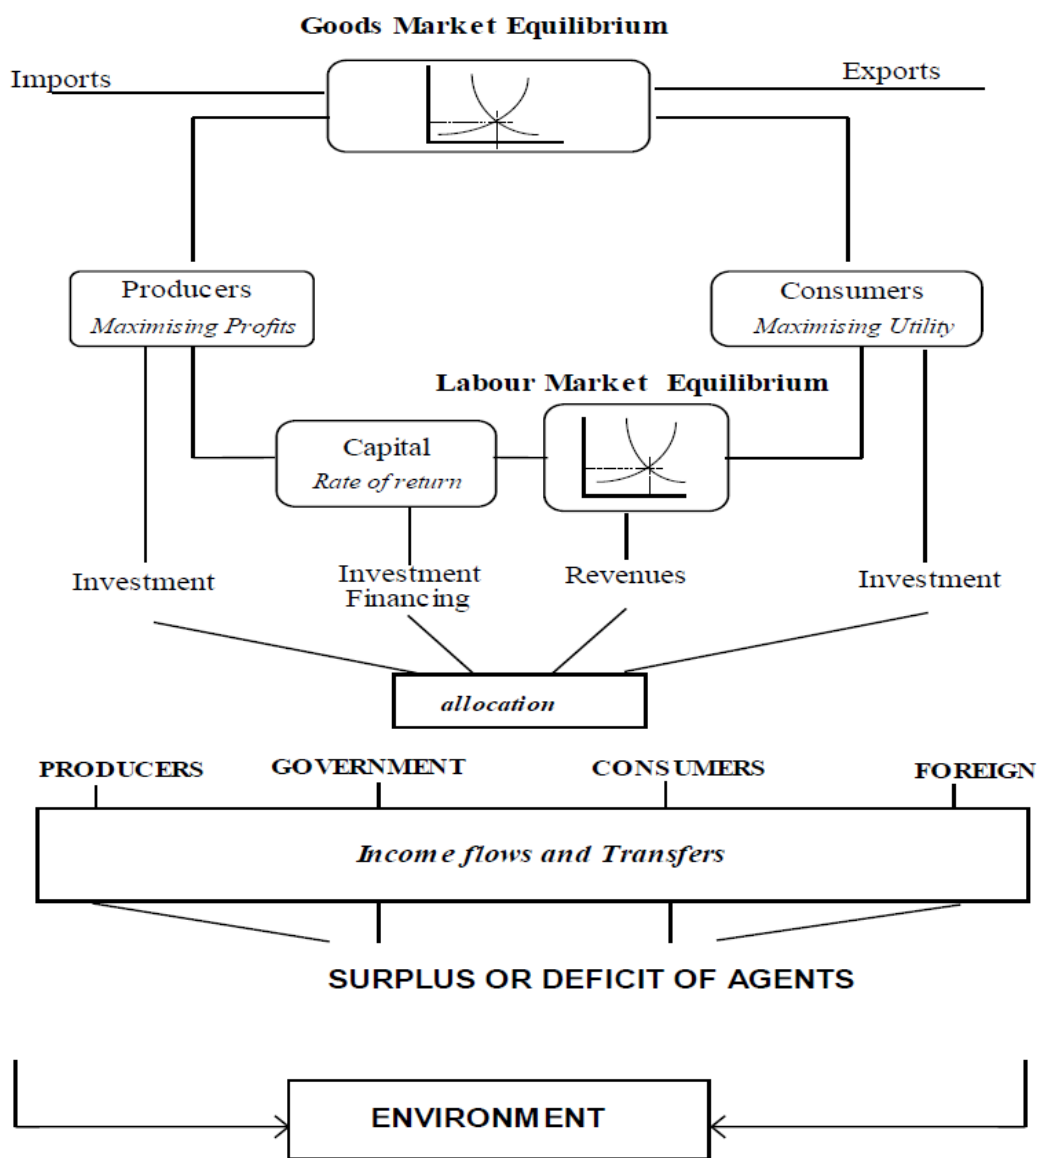 Goods Market Equilibrium
Imports
Exports
Producers
Maximising Profits
Consumers
Maximising Utility
Labour Market Equilibrium
Capital
Rate of return
Investment
Investment
Financing
Revenues
Investment
allocation
PRODUCERS
GOVERNMENT
CONSUMERS
FOREIGN
Income flows and Transfers
SURPLUS OR DEFICIT OF AGENTS
ENVIRONMENT